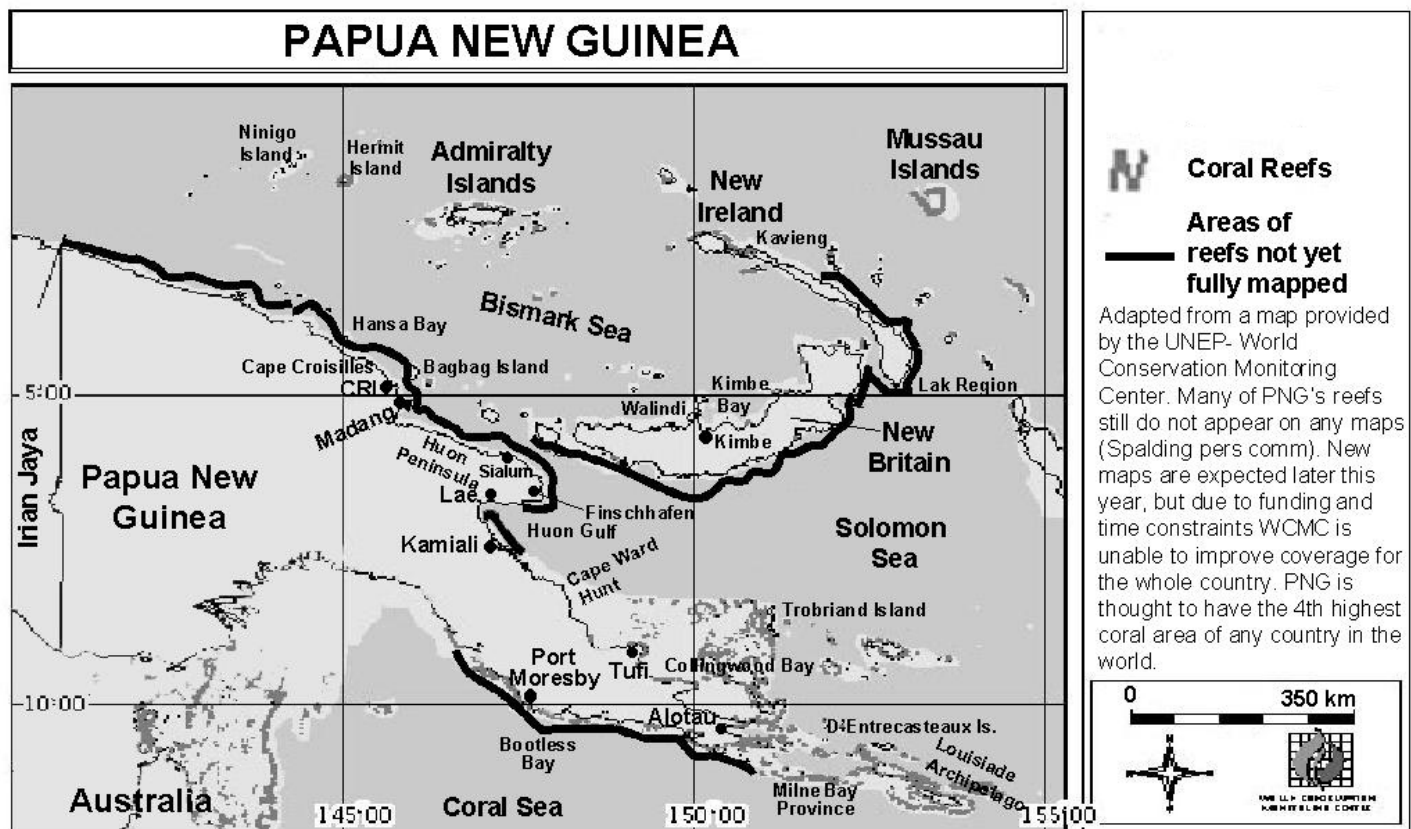 PAPUA NEW GUINEA
Ninigo
Island
Hermit
Island
Admiralty
Islands
Mussau
Islands
New
Ireland
Kavieng
Bismark Sea
Hansa Bay
Cape Croisilles
Bagbag Island
CRI
Madang
Kimbe
Bay
Walindi
Kimbe
Lak Region
New
Britain
5°00
Huon
Peninsula
Sialum
Lae
Finschhafen
Huon Gulf
Kamiali
Cape Ward
Hunt
Irian Jaya
Papua New
Guinea
Solomon
Sea
Trobriand Island
Collingwood Bay
Tufi
Port
Moresby
10°00
Alotau
D'Entrecasteaux Is.
Louisiade
Archipelago
Bootless
Bay
Milne Bay
Province
Australia
Coral Sea
145°00
150°00
155°00
Coral Reefs
Areas of
reefs not yet
fully mapped
Adapted from a map provided
by the UNEP- World
Conservation Monitoring
Center. Many of PNG's reefs
still do not appear on any maps
(Spalding pers comm). New
maps are expected later this
year, but due to funding and
time constraints WCMC is
unable to improve coverage for
the whole country. PNG is
thought to have the 4th highest
coral area of any country in the
world.
0 350 km
N
WORLD CONSERVATION
MONITORING CENTRE